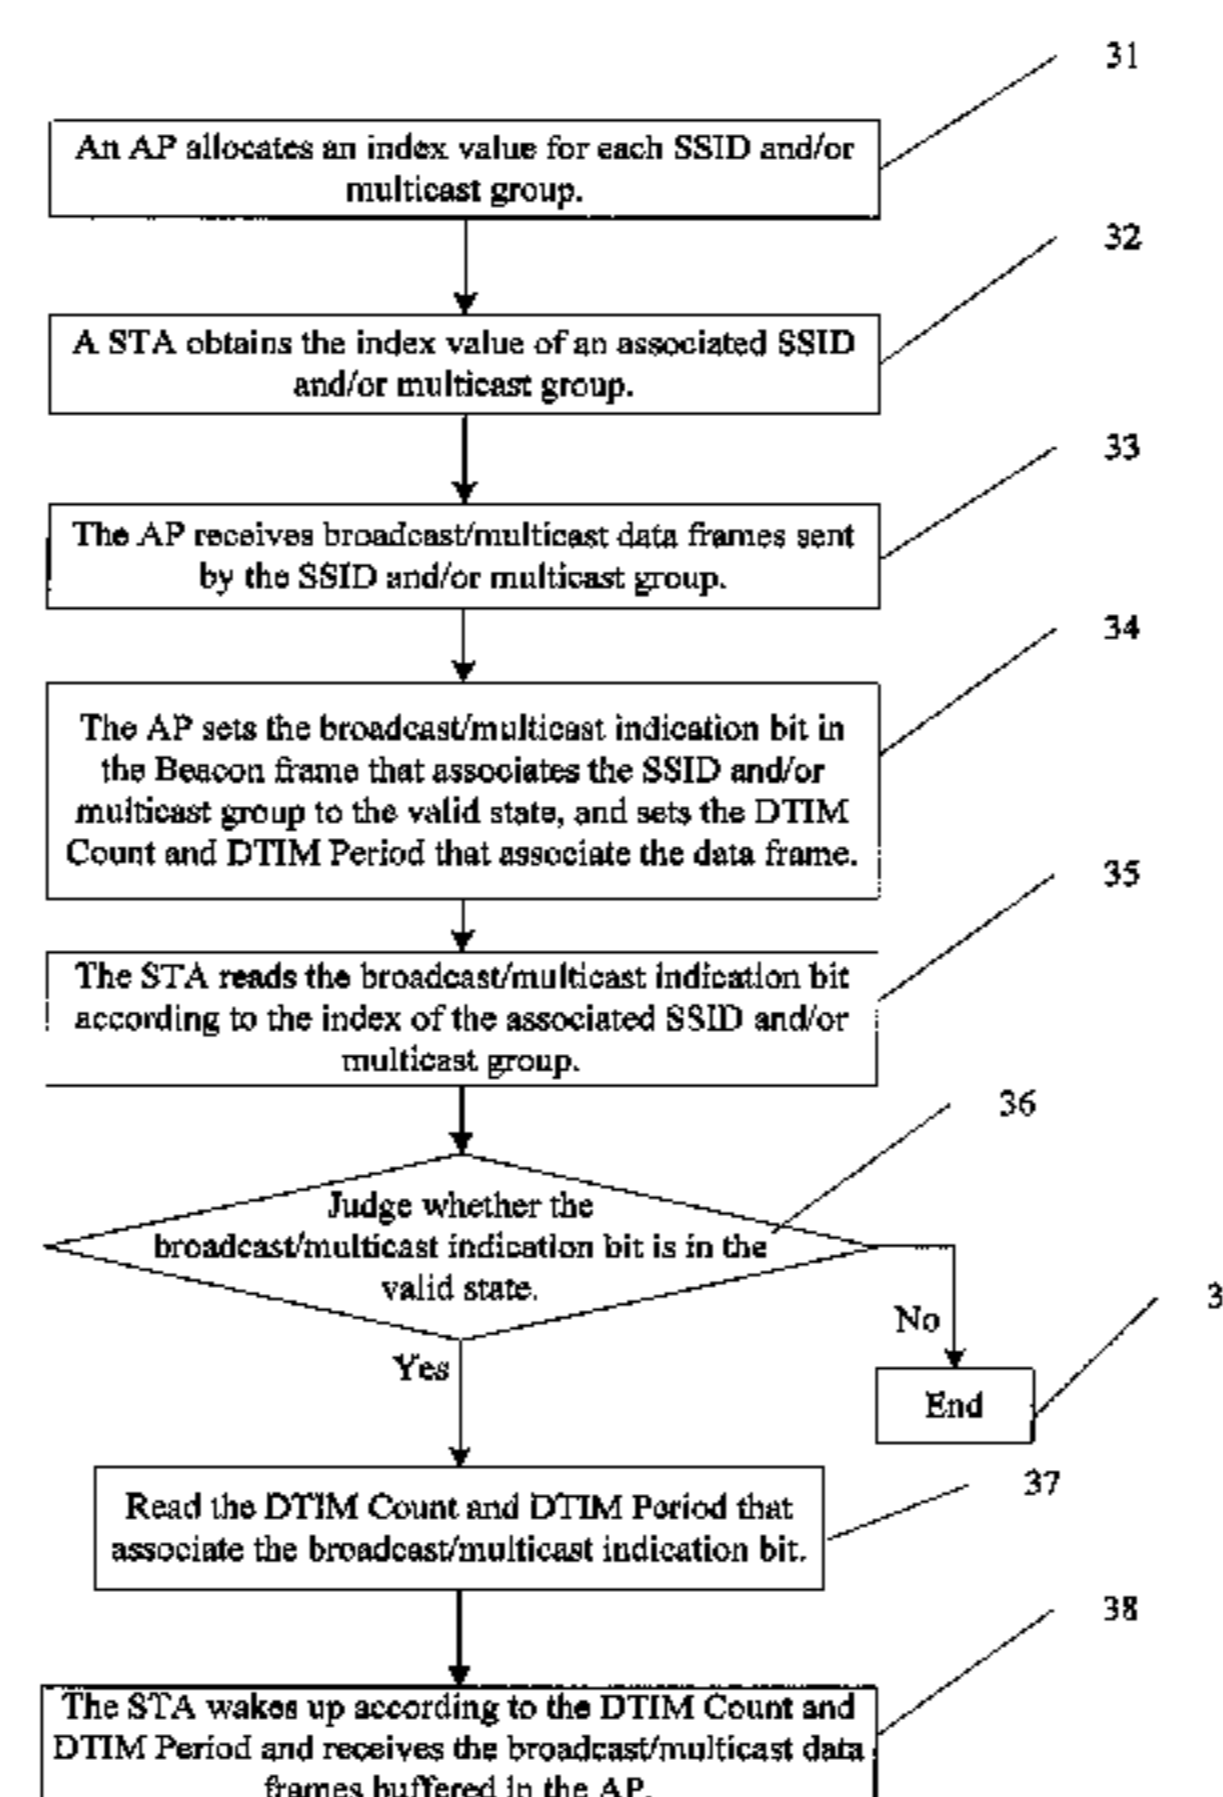 31
An AP allocates an index value for each SSID and/or
multicast group.
32
A STA obtains the index value of an associated SSID
and/or multicast group.
33
The AP receives broadcast/multicast data frames sent
by the SSID and/or multicast group.
34
The AP sets the broadcast/multicast indication bit in
the Beacon frame that associates the SSID and/or
multicast group to the valid state, and sets the DTIM
Count and DTIM Period that associate the data frame.
35
The STA reads the broadcast/multicast indication bit
according to the index of the associated SSID and/or
multicast group.
36
Judge whether the
broadcast/multicast indication bit is in the
valid state.
3
No
Yes
End
37
Read the DTIM Count and DTIM Period that
associate the broadcast/multicast indication bit.
38
The STA wakes up according to the DTIM Count and
DTIM Period and receives the broadcast/multicast data
frames buffered in the AP.